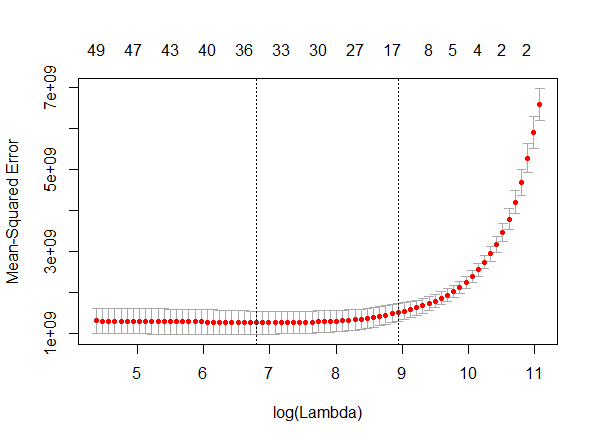 49 47 43 40 36 33 30 27 17 8 5 4 2 2
7e+09
5e+09
3e+09
1e+09
Mean-Squared Error
5 6 7 8 9 10 11
log(Lambda)